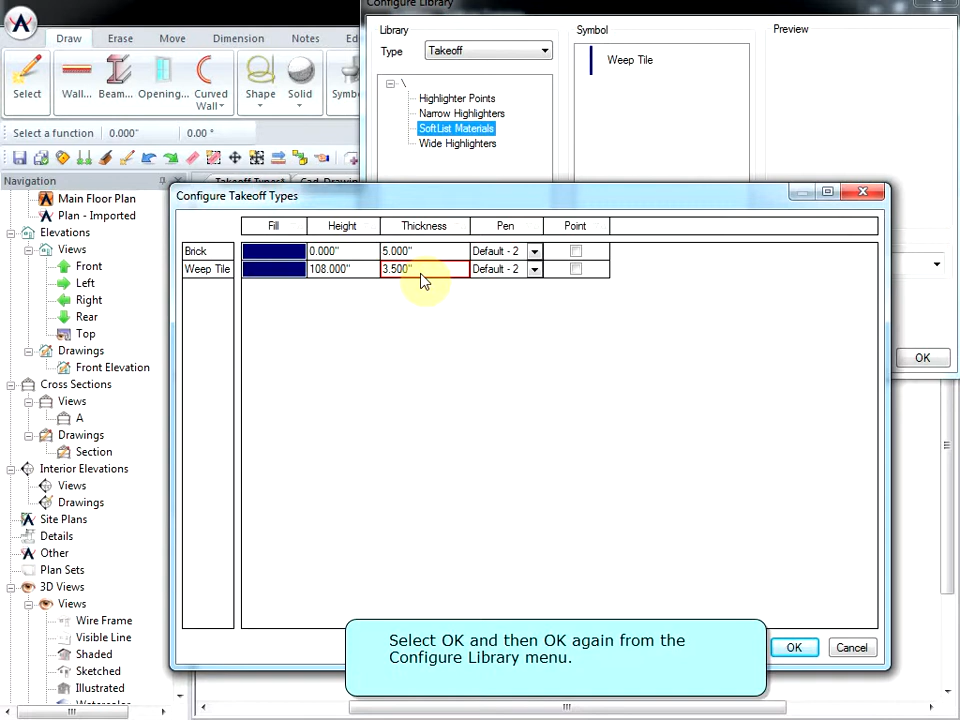 Configure Library
Draw Erase Move Dimension Notes
Select Wall... Beam... Opening... Curved Wall Shape Solid
Select a function 0.000" 0.00 °
Library
Type Takeoff
\
Highlighter Points
Narrow Highlighters
SoftList Materials
Wide Highlighters
Symbol
Weep Tile
Preview
OK
Navigation
Takeoff Types*
Main Floor Plan
Plan - Imported
Elevations
Views
Front
Left
Right
Rear
Top
Drawings
Front Elevation
Cross Sections
Views
A
Drawings
Section
Interior Elevations
Views
Drawings
Site Plans
Details
Other
Plan Sets
3D Views
Views
Wire Frame
Visible Line
Shaded
Sketched
Illustrated
Configure Takeoff Types
Fill Height Thickness Pen Point
Brick 0.000" 5.000" Default - 2
Weep Tile 108.000" 3.500" Default - 2
Select OK and then OK again from the
Configure Library menu.
OK Cancel